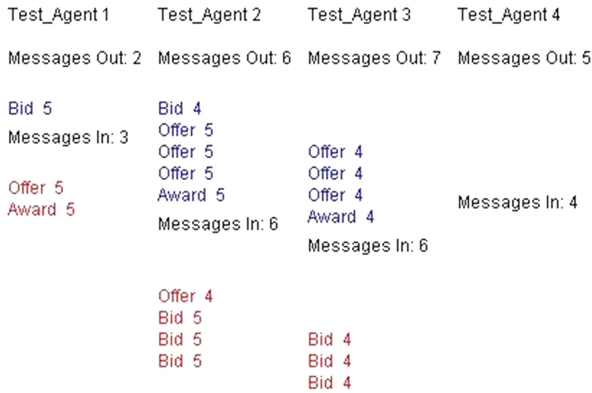 Test_Agent 1
Messages Out: 2
Bid 5
Messages In: 3
Offer 5
Award 5
Test_Agent 2
Messages Out: 6
Bid 4
Offer 5
Offer 5
Offer 5
Award 5
Messages In: 6
Offer 4
Bid 5
Bid 5
Bid 5
Test_Agent 3
Messages Out: 7
Offer 4
Offer 4
Offer 4
Award 4
Messages In: 6
Bid 4
Bid 4
Bid 4
Test_Agent 4
Messages Out: 5
Messages In: 4